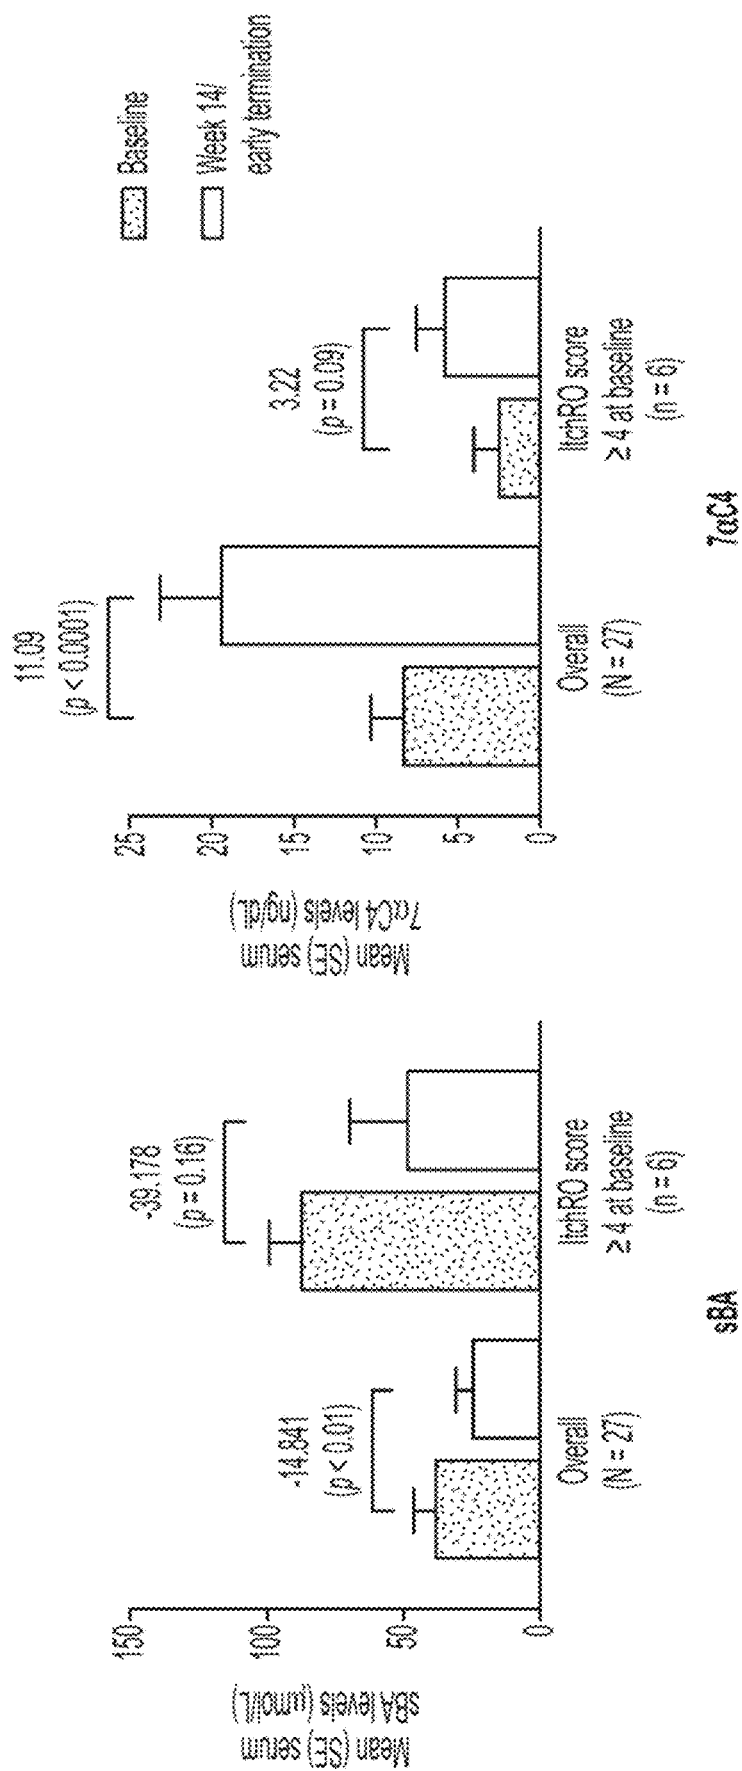 Mean (SE) serum
sBA levels (µmol/L)
150
100
50
0
-14.841
(p < 0.01)
-39.178
(p = 0.16)
Overall
(N = 27)
ItchRO score
≥ 4 at baseline
(n = 6)
sBA
Mean (SE) serum
7αC4 levels (ng/dL)
25
20
15
10
5
0
11.09
(p < 0.0001)
3.22
(p = 0.09)
Overall
(N = 27)
ItchRO score
≥ 4 at baseline
(n = 6)
7αC4
Baseline
Week 14/
early termination